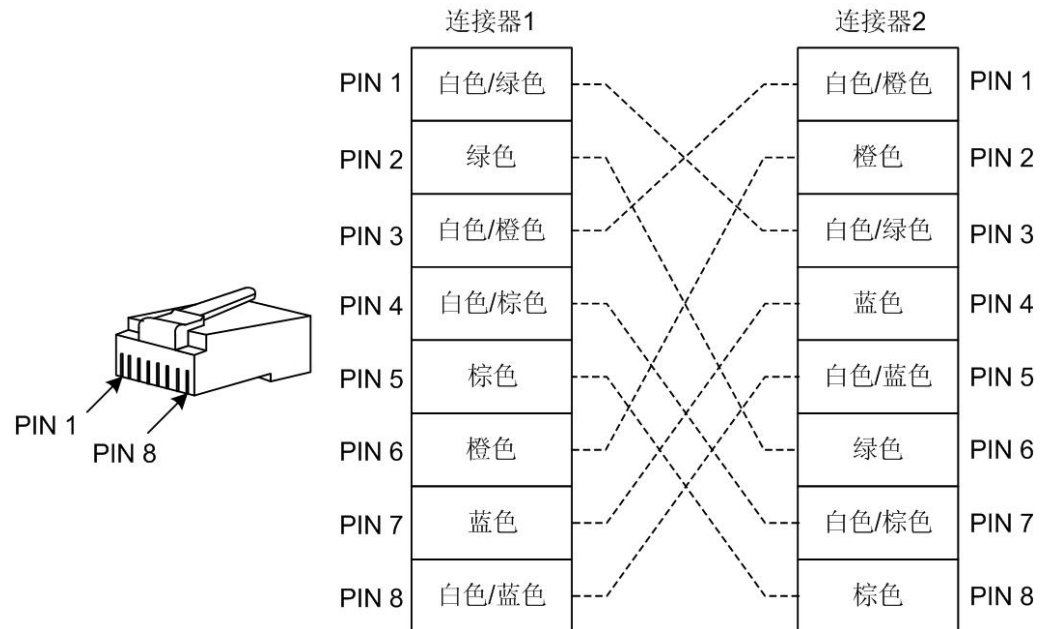 连接器1 连接器2
PIN 1 白色/绿色 白色/橙色 PIN 1
PIN 2 绿色 橙色 PIN 2
PIN 3 白色/橙色 白色/绿色 PIN 3
PIN 4 白色/棕色 蓝色 PIN 4
PIN 5 棕色 白色/蓝色 PIN 5
PIN 6 橙色 绿色 PIN 6
PIN 7 蓝色 白色/棕色 PIN 7
PIN 8 白色/蓝色 棕色 PIN 8
PIN 1
PIN 8